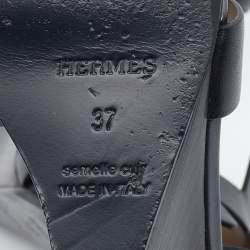 HERMES
37
semelle cuir
MADE IN ITALY